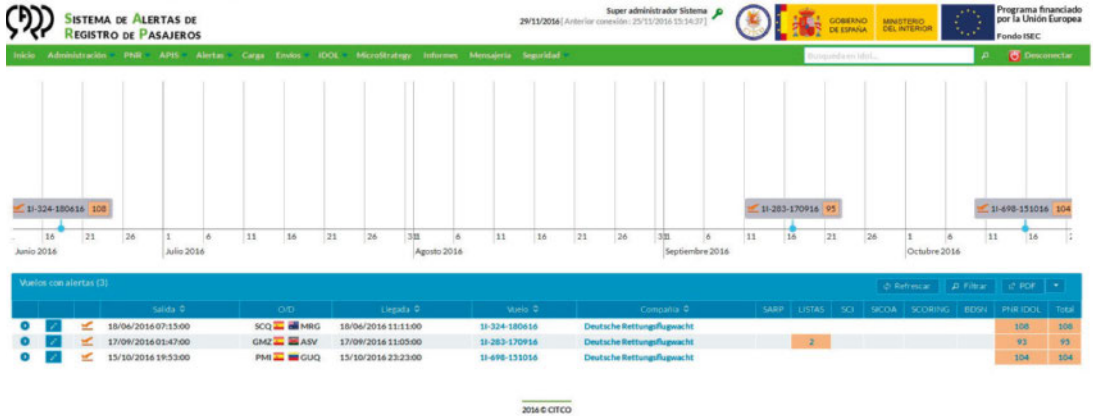 SISTEMA DE ALERTAS DE
REGISTRO DE PASAJEROS
Super administrador Sistema
29/11/2016 [Anterior conexión: 25/11/2016 15:14:37]
GOBIERNO DE ESPAÑA
MINISTERIO DEL INTERIOR
Programa financiado
por la Unión Europea
Fondo ISEC
Inicio Administración PNR APIS Alertas Carga Envíos IDOL MicroStrategy Informes Mensajería Seguridad
Búsqueda en Idol...
Desconectar
1I-324-180616 108
1I-283-170916 95
1I-698-151016 104
16 21 26 1 6 11 16 21 26 31 6 11 16 21 26 31 6 11 16 21 26 1 6 11 16
Junio 2016 Julio 2016 Agosto 2016 Septiembre 2016 Octubre 2016
Vuelos con alertas (3)
Refrescar Filtrar PDF
Salida O/D Llegada Vuelo Compañía SARP LISTAS SCI SICOA SCORING BDSN PNR IDOL Total
18/06/2016 07:15:00 SCQ MRG 18/06/2016 11:11:00 1I-324-180616 Deutsche Rettungsflugwacht 108 108
17/09/2016 01:47:00 GMZ ASV 17/09/2016 11:05:00 1I-283-170916 Deutsche Rettungsflugwacht 2 93 95
15/10/2016 19:53:00 PMI GUQ 15/10/2016 23:23:00 1I-698-151016 Deutsche Rettungsflugwacht 104 104
2016 © CITCO